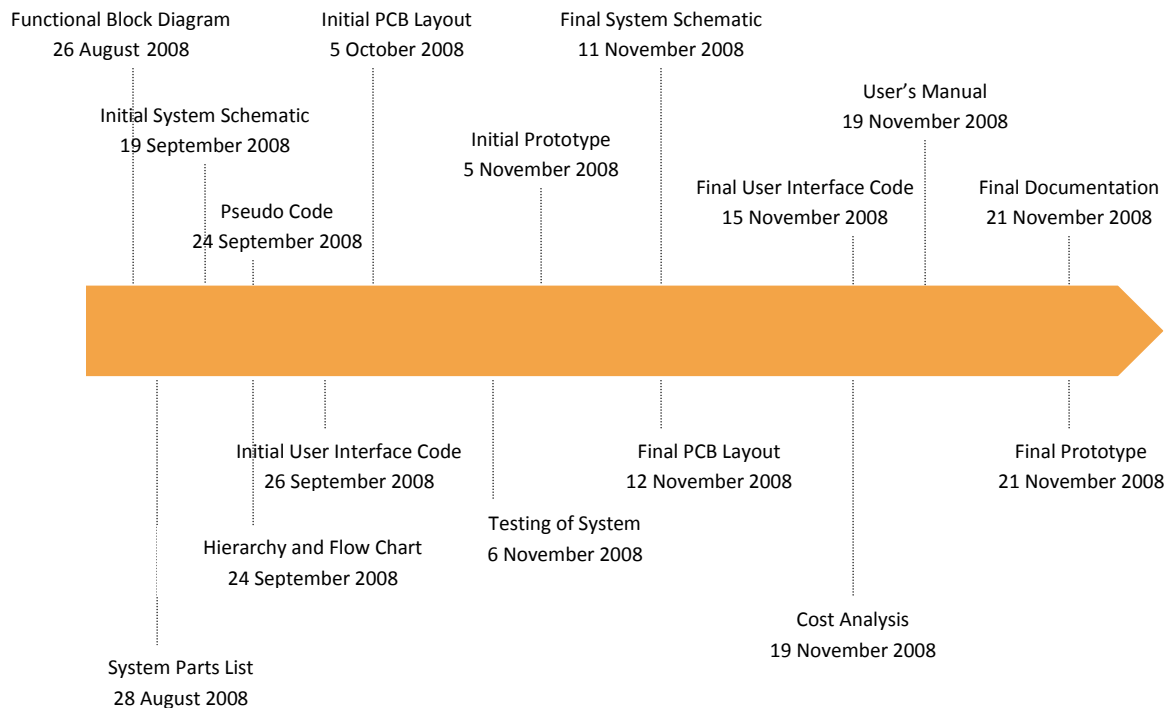 Functional Block Diagram
26 August 2008
Initial PCB Layout
5 October 2008
Final System Schematic
11 November 2008
User’s Manual
19 November 2008
Initial System Schematic
19 September 2008
Initial Prototype
5 November 2008
Final User Interface Code
15 November 2008
Final Documentation
21 November 2008
Pseudo Code
24 September 2008
Initial User Interface Code
26 September 2008
Final PCB Layout
12 November 2008
Final Prototype
21 November 2008
Testing of System
6 November 2008
Hierarchy and Flow Chart
24 September 2008
Cost Analysis
19 November 2008
System Parts List
28 August 2008